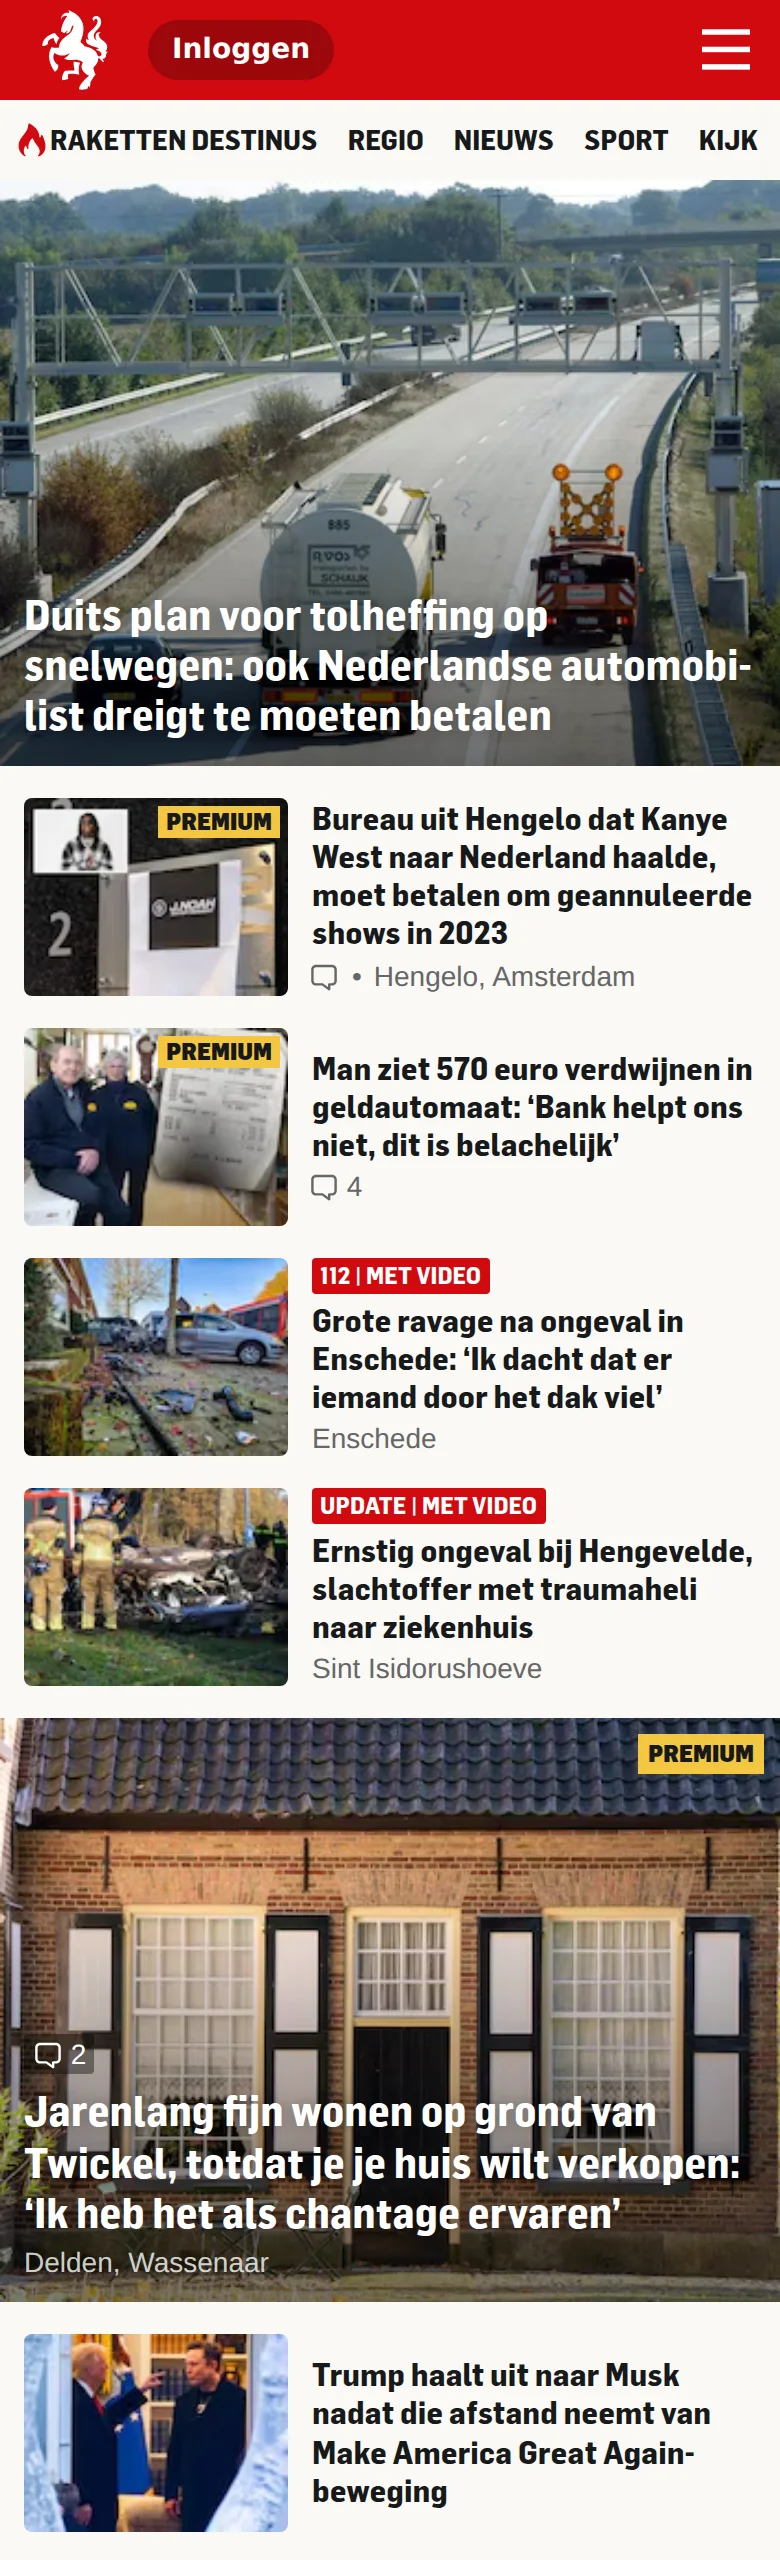 Inloggen
RAKETTEN DESTINUS REGIO NIEUWS SPORT KIJK
885
SCHAIJK
Duits plan voor tolheffing op
snelwegen: ook Nederlandse automobi-
list dreigt te moeten betalen
PREMIUM
J.NOAH
2
Bureau uit Hengelo dat Kanye
West naar Nederland haalde,
moet betalen om geannuleerde
shows in 2023
• Hengelo, Amsterdam
PREMIUM
Man ziet 570 euro verdwijnen in
geldautomaat: ‘Bank helpt ons
niet, dit is belachelijk’
4
112 | MET VIDEO
Grote ravage na ongeval in
Enschede: ‘Ik dacht dat er
iemand door het dak viel’
Enschede
UPDATE | MET VIDEO
Ernstig ongeval bij Hengevelde,
slachtoffer met traumaheli
naar ziekenhuis
Sint Isidorushoeve
PREMIUM
2
Jarenlang fijn wonen op grond van
Twickel, totdat je je huis wilt verkopen:
‘Ik heb het als chantage ervaren’
Delden, Wassenaar
Trump haalt uit naar Musk
nadat die afstand neemt van
Make America Great Again-
beweging